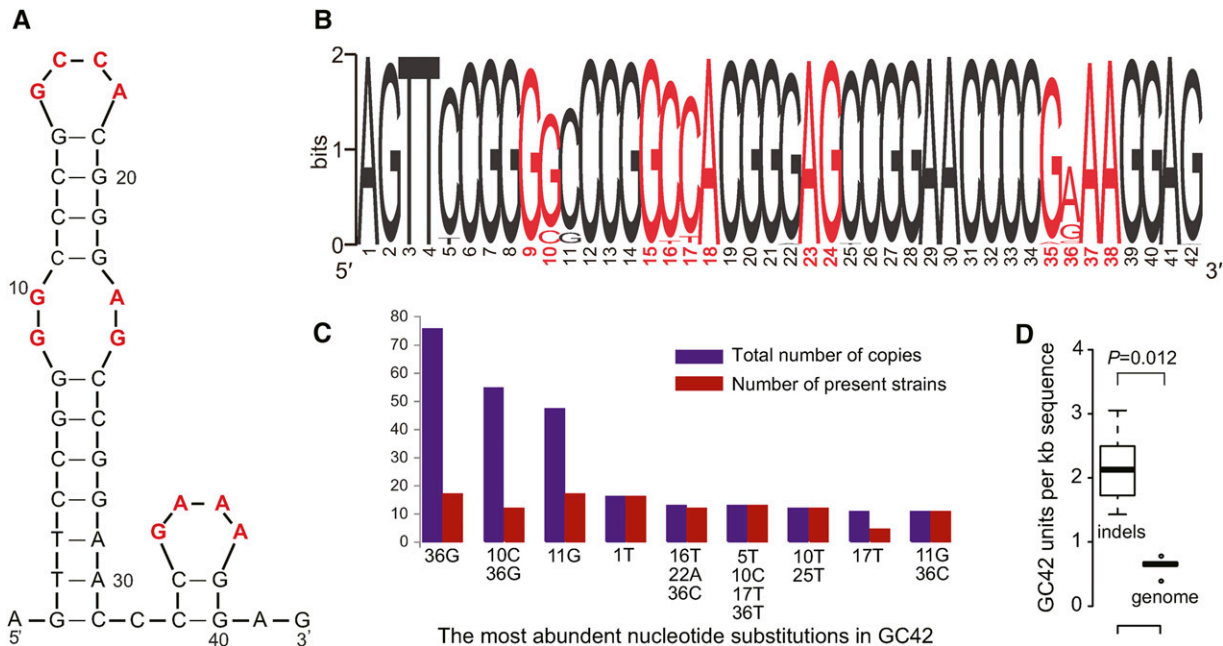 A
C C
G A
G C
C G 20
C G
C G
10 G A
G G
G C
G C
C G
C G A A
T A G A
T A 30 C G
A G C C C G A G
5' 40 3'
B
2
1
0
bits
AGTTCCGGGGCCCGGCCACGGGAGCCGGAACCCCGAAAGGAG
C G T G
1 2 3 4 5 6 7 8 9 10 11 12 13 14 15 16 17 18 19 20 21 22 23 24 25 26 27 28 29 30 31 32 33 34 35 36 37 38 39 40 41 42
5′ 3′
C
80
70
60
50
40
30
20
10
0
Total number of copies
Number of present strains
36G 10C 11G 1T 16T 5T 10T 17T 11G
36G 22A 10C 25T 36C
36C 17T
36T
The most abundent nucleotide substitutions in GC42
D
GC42 units per kb sequence
4
3
2
1
0
P=0.012
indels
genome